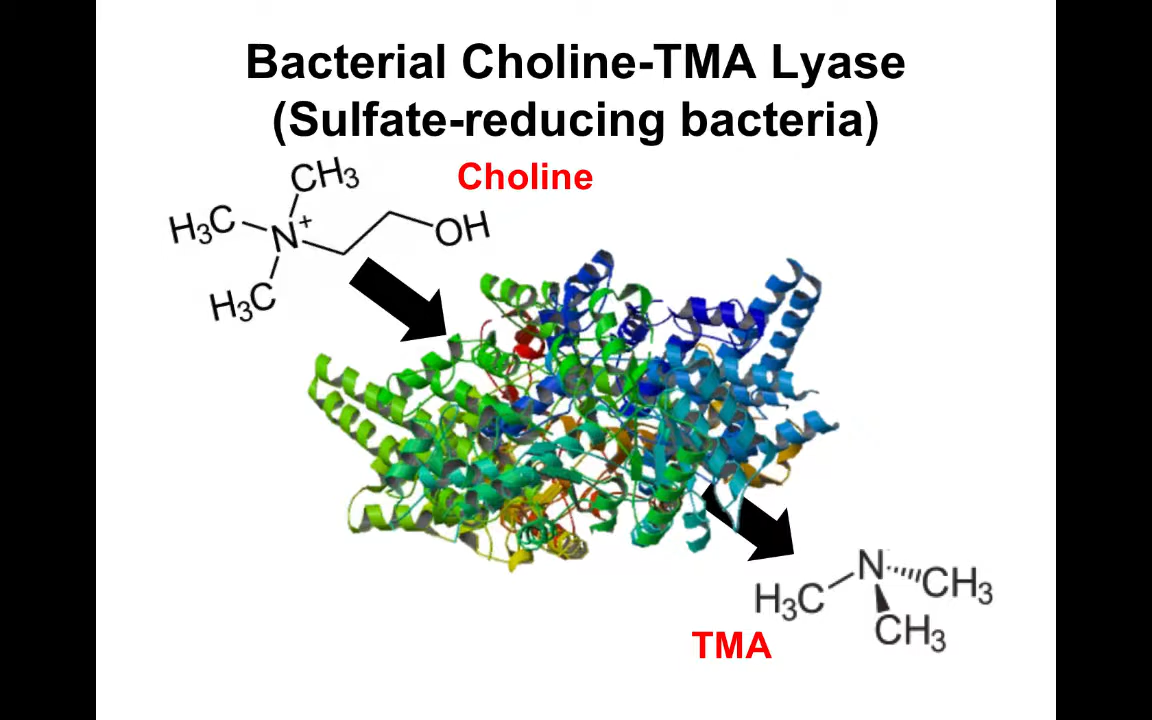 Bacterial Choline-TMA Lyase
(Sulfate-reducing bacteria)
CH₃
Choline
H₃C
N⁺
OH
H₃C
N
CH₃
H₃C
CH₃
TMA